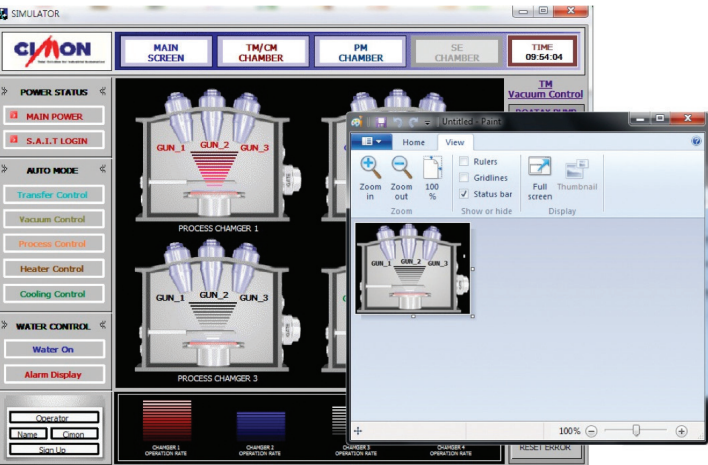 SIMULATOR
CIMON
MAIN
SCREEN
TM/CM
CHAMBER
PM
CHAMBER
SE
CHAMBER
TIME
09:54:04
POWER STATUS
MAIN POWER
S.A.I.T LOGIN
AUTO MODE
Transfer Control
Vacuum Control
Process Control
Heater Control
Cooling Control
WATER CONTROL
Water On
Alarm Display
Operator
Name
Cimon
Sign Up
GUN_1
GUN_2
GUN_3
PROCESS CHAMGER 1
GUN_1
GUN_2
GUN_3
PROCESS CHAMGER 3
CHAMGER 1
OPERATION RATE
CHAMGER 2
OPERATION RATE
CHAMGER 3
OPERATION RATE
CHAMGER 4
OPERATION RATE
TM
Vacuum Control
RESET ERROR
Untitled - Paint
Home
View
Zoom
in
Zoom
out
100
%
Zoom
Rulers
Gridlines
Status bar
Show or hide
Full
screen
Thumbnail
Display
GUN_1
GUN_2
GUN_3
100%